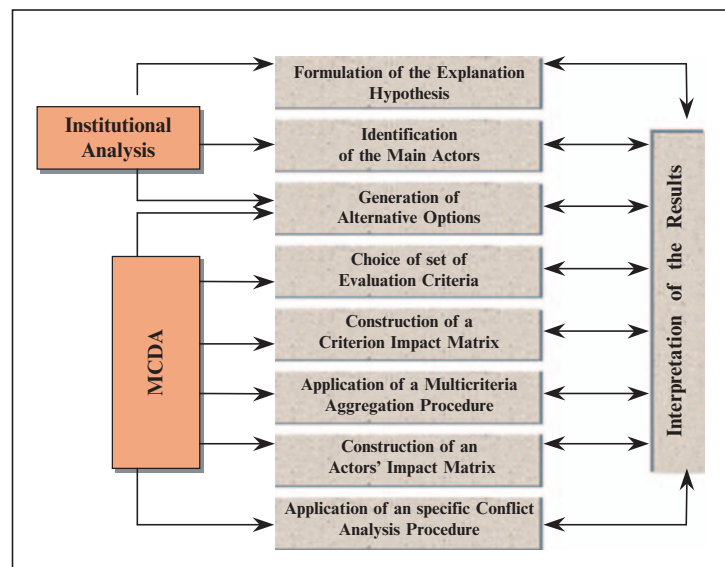 Formulation of the Explanation
Hypothesis
Institutional
Analysis
Identification
of the Main Actors
Generation of
Alternative Options
Choice of set of
Evaluation Criteria
MCDA
Construction of a
Criterion Impact Matrix
Application of a Multicriteria
Aggregation Procedure
Construction of an
Actors’ Impact Matrix
Application of an specific Conflict
Analysis Procedure
Interpretation of the Results